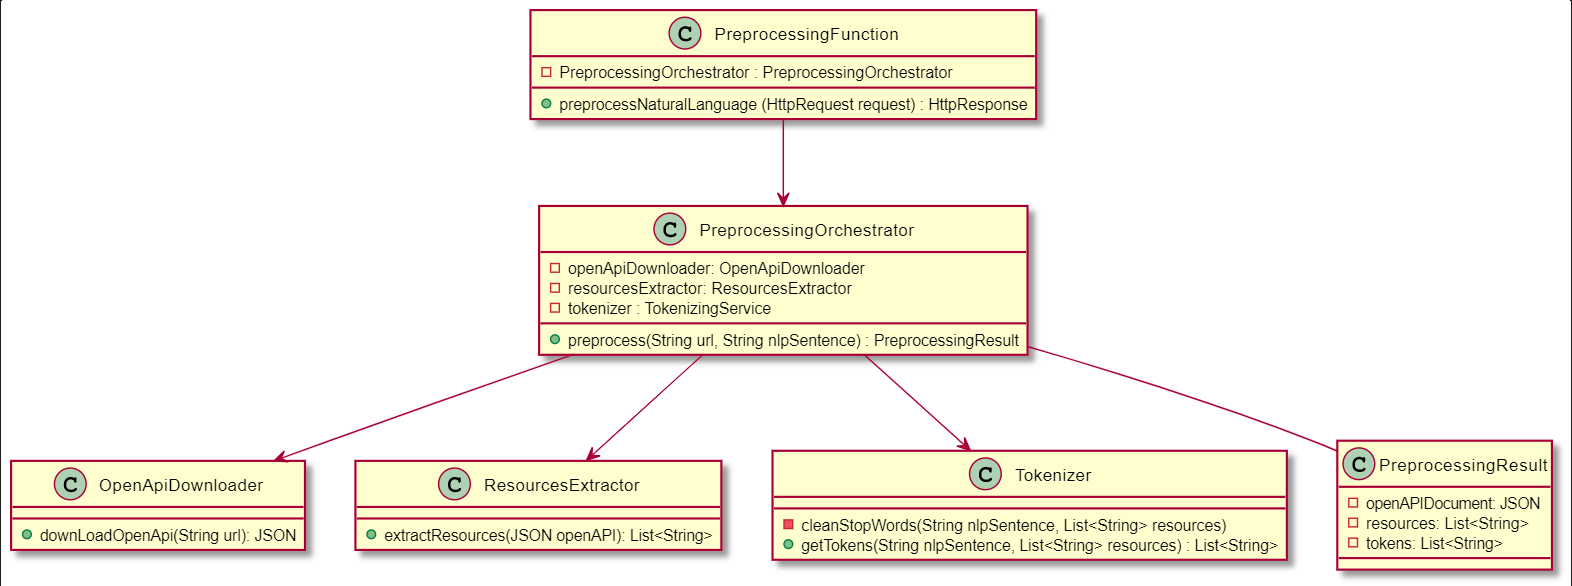 C PreprocessingFunction
PreprocessingOrchestrator : PreprocessingOrchestrator
preprocessNaturalLanguage (HttpRequest request) : HttpResponse
C PreprocessingOrchestrator
openApiDownloader: OpenApiDownloader
resourcesExtractor: ResourcesExtractor
tokenizer : TokenizingService
preprocess(String url, String nlpSentence) : PreprocessingResult
C OpenApiDownloader
downLoadOpenApi(String url): JSON
C ResourcesExtractor
extractResources(JSON openAPI): List<String>
C Tokenizer
cleanStopWords(String nlpSentence, List<String> resources)
getTokens(String nlpSentence, List<String> resources) : List<String>
C PreprocessingResult
openAPIDocument: JSON
resources: List<String>
tokens: List<String>